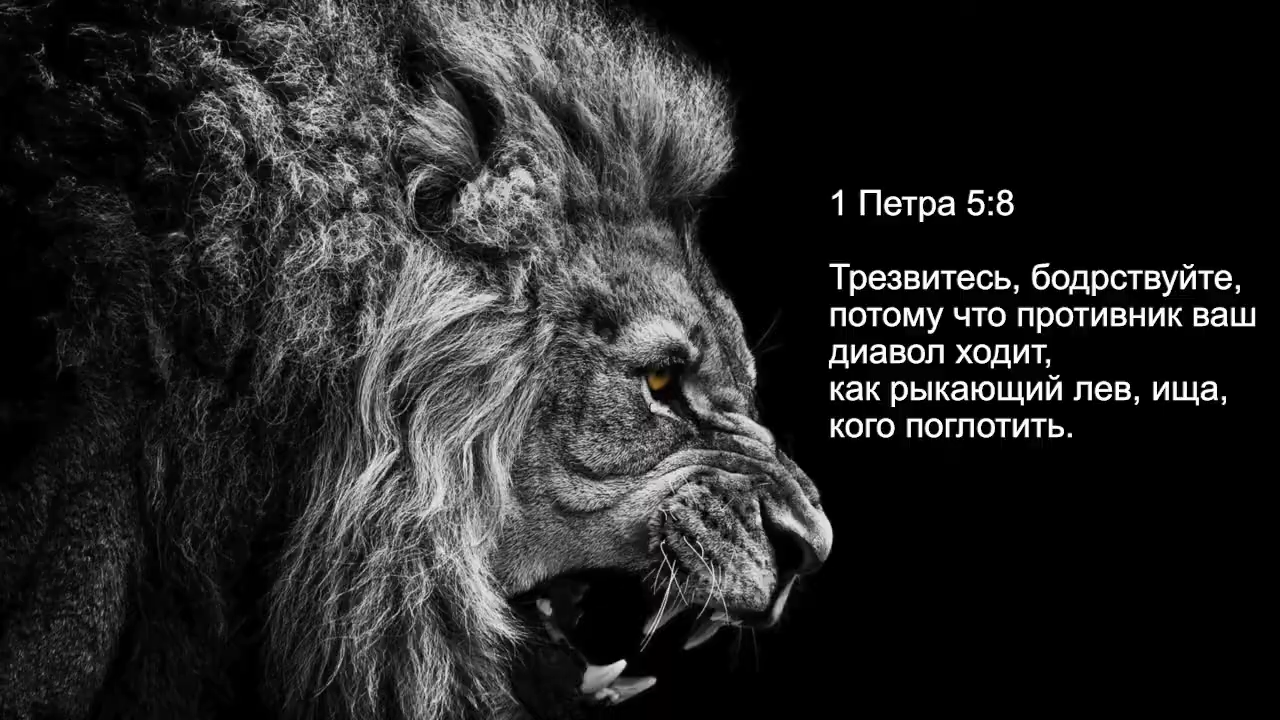 1 Петра 5:8
Трезвитесь, бодрствуйте,
потому что противник ваш
диавол ходит,
как рыкающий лев, ища,
кого поглотить.